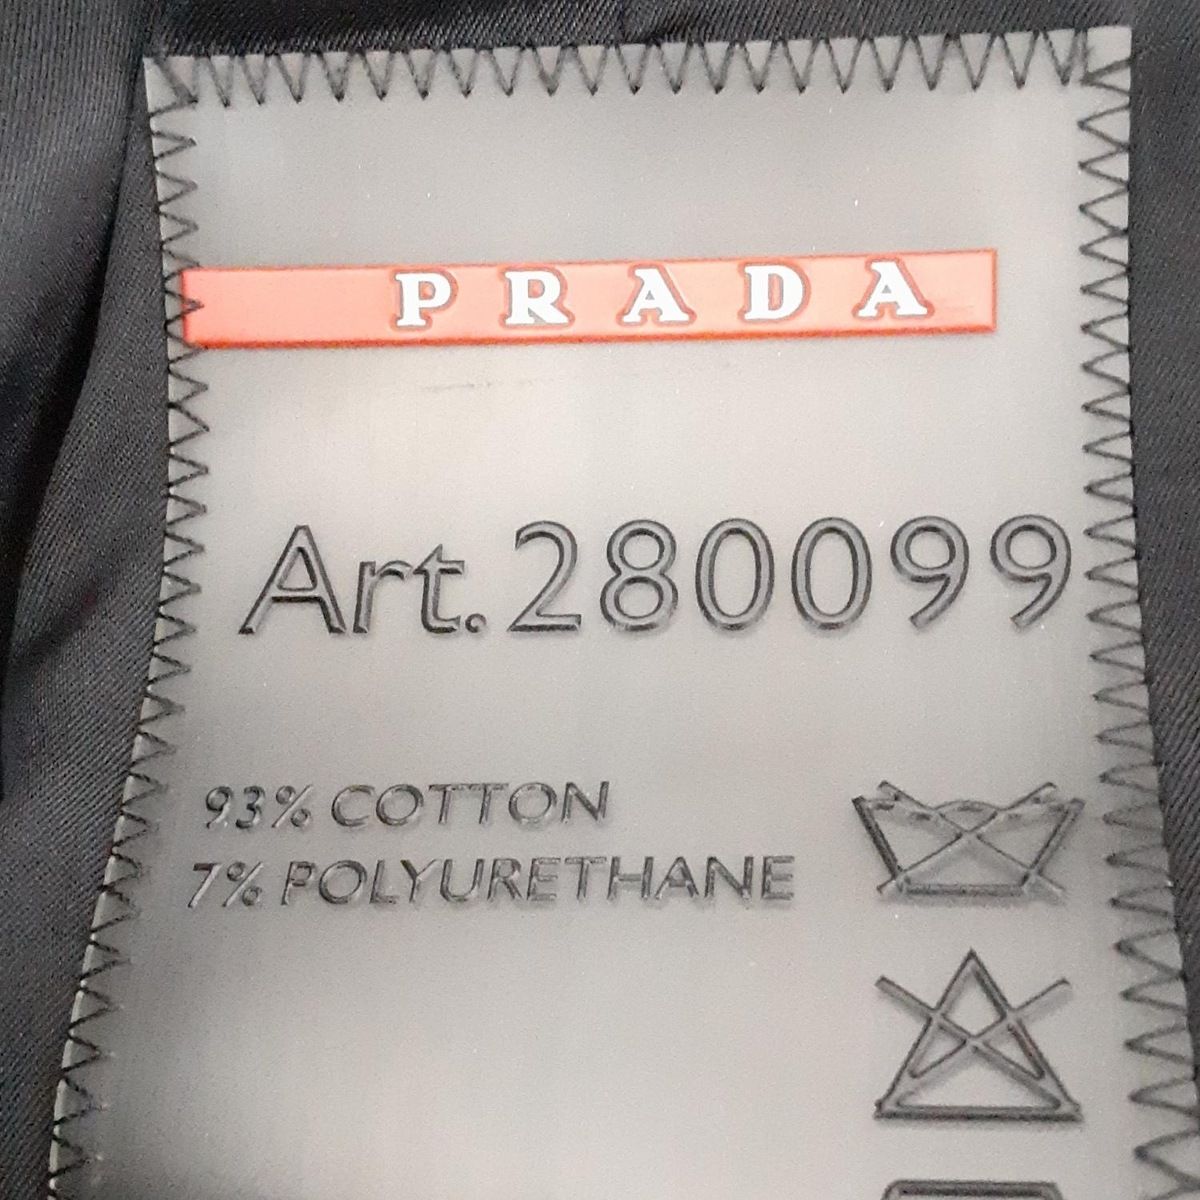 PRADA
Art.280099
93% COTTON
7% POLYURETHANE